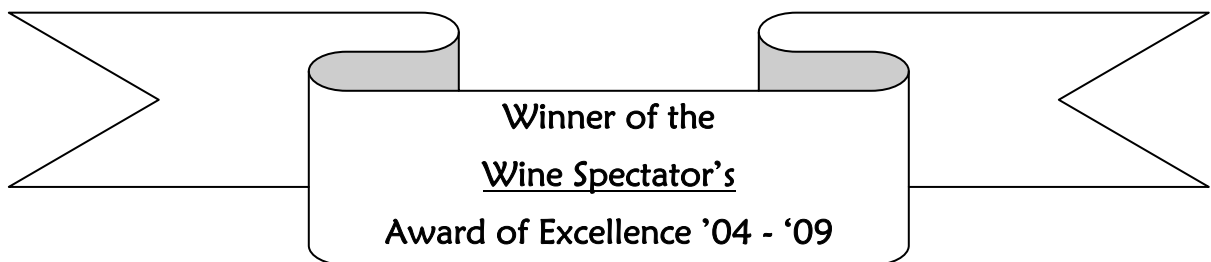 Winner of the
Wine Spectator’s
Award of Excellence ’04 - ‘09